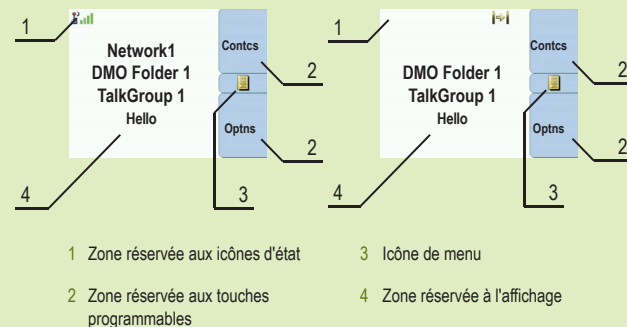 1
Network1
DMO Folder 1
TalkGroup 1
Hello
Contcs
Optns
2
2
4
3
1
DMO Folder 1
TalkGroup 1
Hello
Contcs
Optns
2
2
4
3
1 Zone réservée aux icônes d'état
2 Zone réservée aux touches
programmables
3 Icône de menu
4 Zone réservée à l'affichage